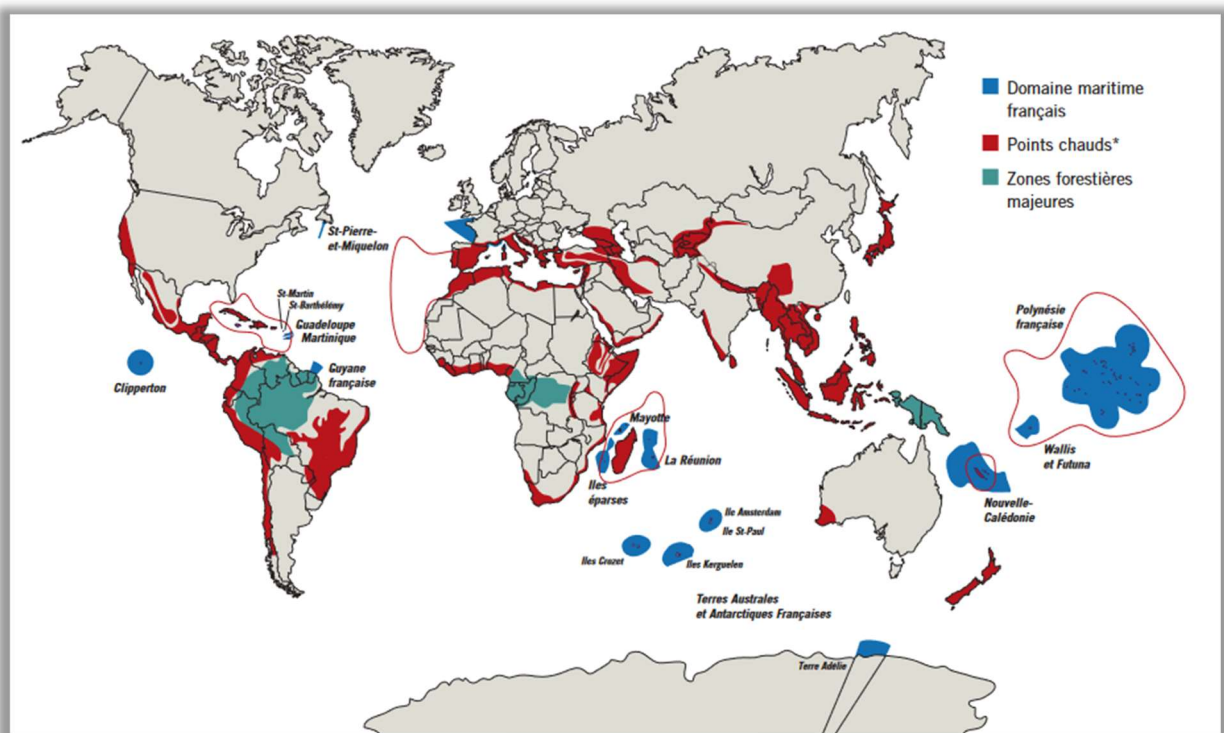 Domaine maritime
français
Points chauds*
Zones forestières
majeures
St-Pierre-
et-Miquelon
St-Martin
St-Barthélémy
Guadeloupe
Martinique
Clipperton
Guyane
française
Polynésie
française
Mayotte
La Réunion
Iles
éparses
Wallis
et Futuna
Nouvelle-
Calédonie
Ile Amsterdam
Ile St-Paul
Iles Crozet
Iles Kerguelen
Terres Australes
et Antarctiques Françaises
Terre Adélie